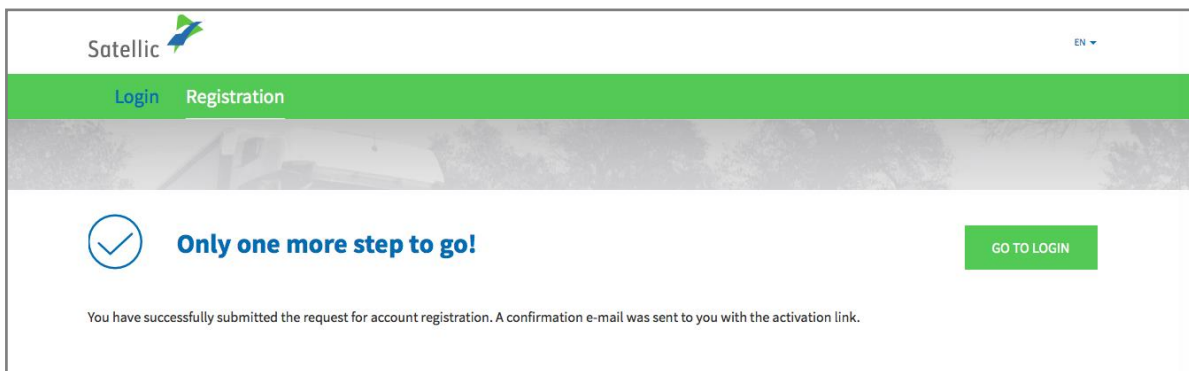 Satellic
EN
Login Registration
Only one more step to go!
GO TO LOGIN
You have successfully submitted the request for account registration. A confirmation e-mail was sent to you with the activation link.